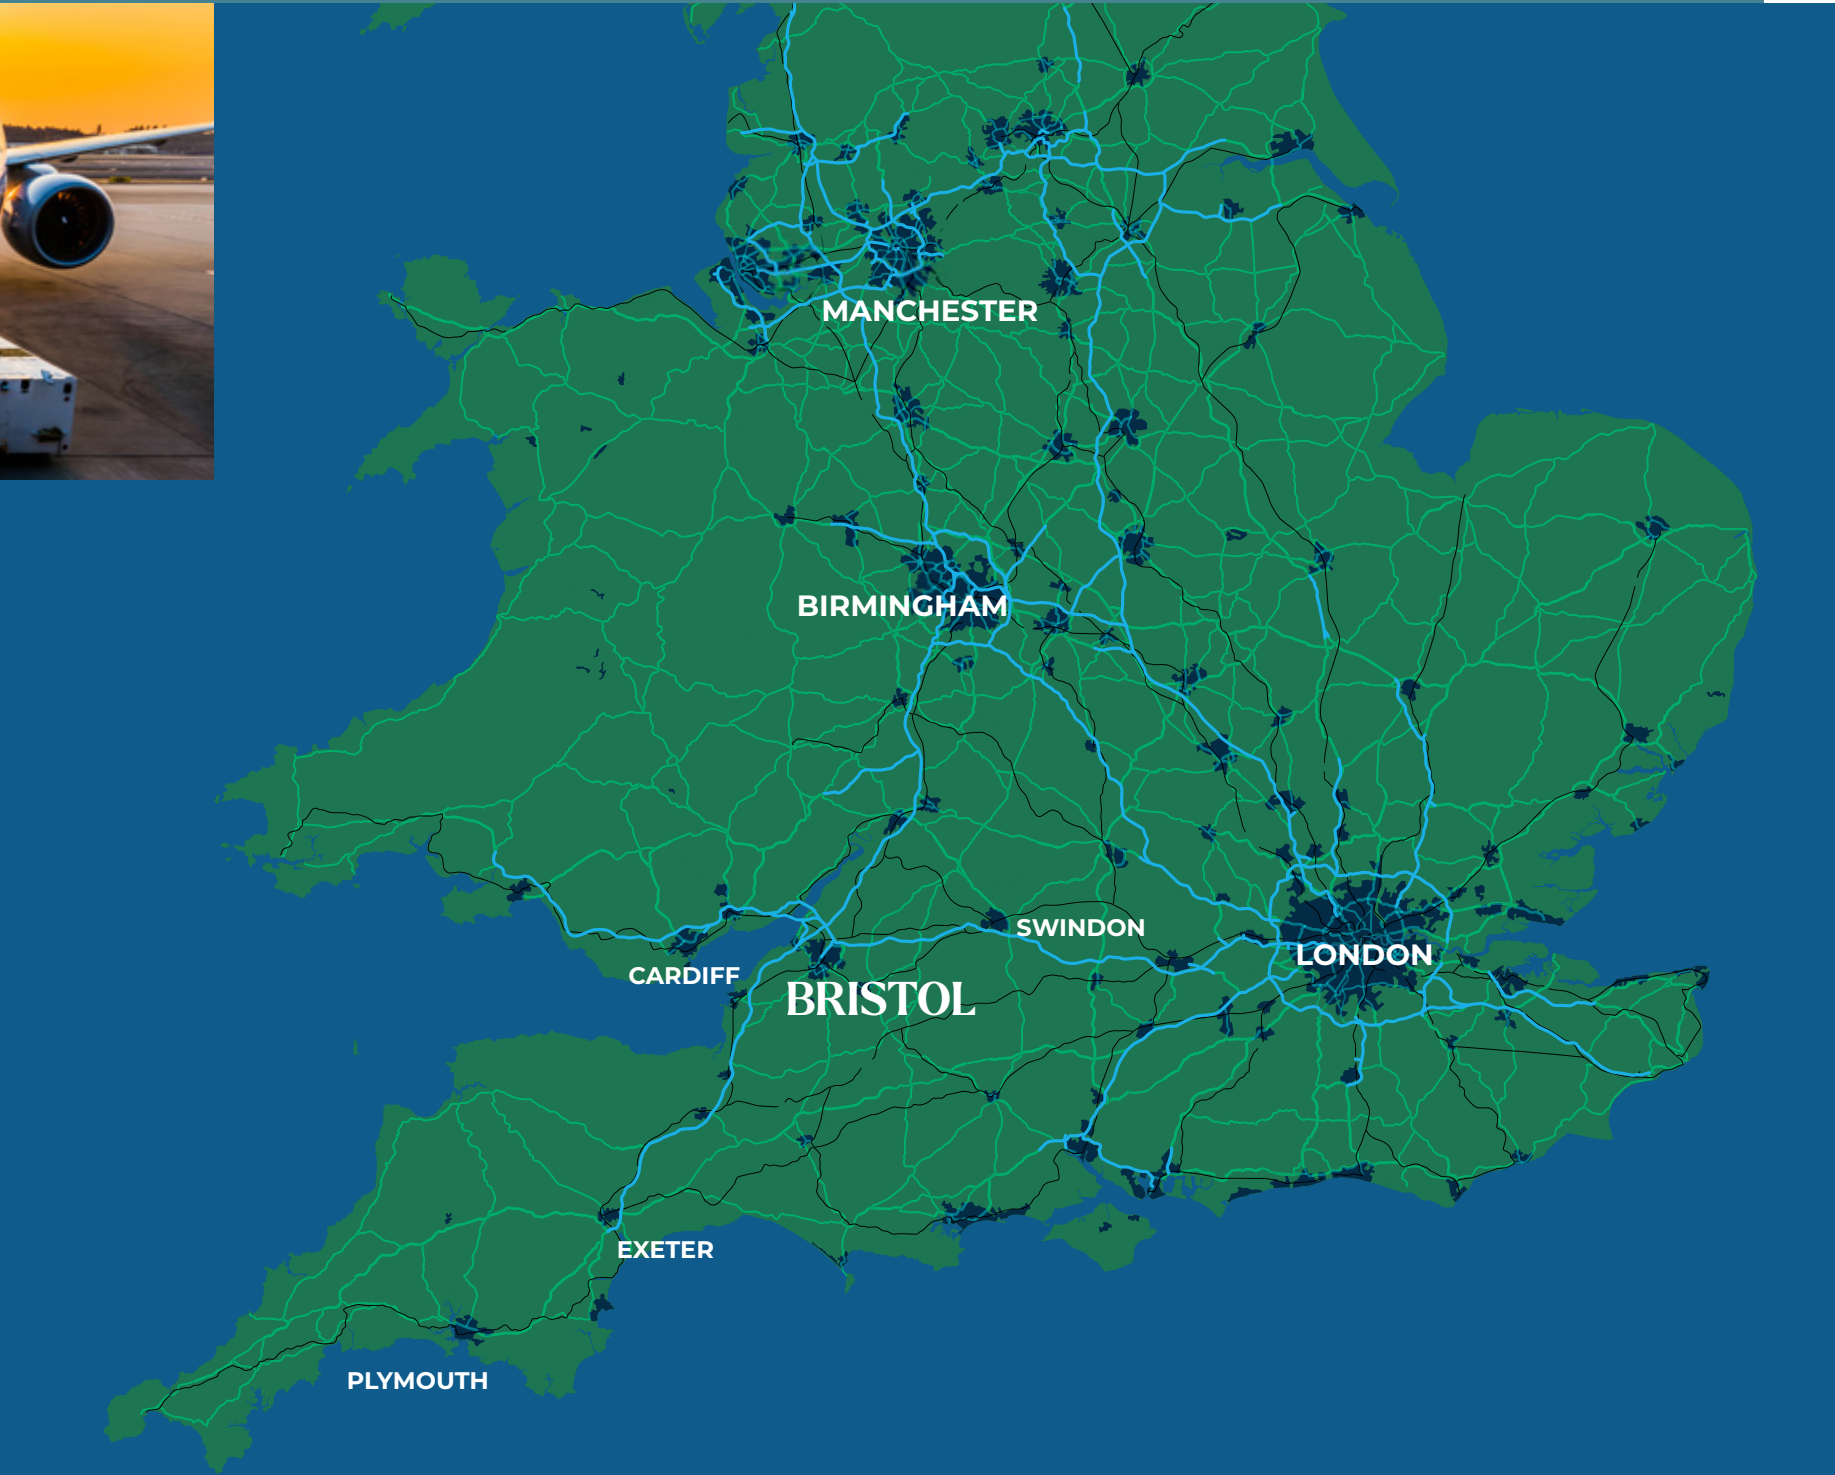 MANCHESTER
BIRMINGHAM
SWINDON
LONDON
CARDIFF
BRISTOL
EXETER
PLYMOUTH